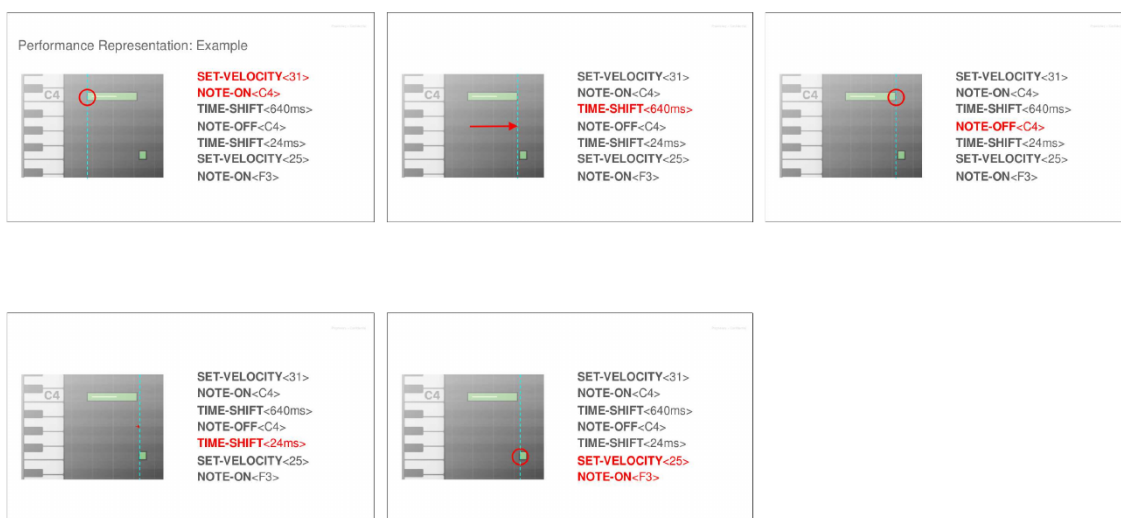 Performance Representation: Example
C4
SET-VELOCITY<31>
NOTE-ON<C4>
TIME-SHIFT<640ms>
NOTE-OFF<C4>
TIME-SHIFT<24ms>
SET-VELOCITY<25>
NOTE-ON<F3>
C4
SET-VELOCITY<31>
NOTE-ON<C4>
TIME-SHIFT<640ms>
NOTE-OFF<C4>
TIME-SHIFT<24ms>
SET-VELOCITY<25>
NOTE-ON<F3>
C4
SET-VELOCITY<31>
NOTE-ON<C4>
TIME-SHIFT<640ms>
NOTE-OFF<C4>
TIME-SHIFT<24ms>
SET-VELOCITY<25>
NOTE-ON<F3>
C4
SET-VELOCITY<31>
NOTE-ON<C4>
TIME-SHIFT<640ms>
NOTE-OFF<C4>
TIME-SHIFT<24ms>
SET-VELOCITY<25>
NOTE-ON<F3>
C4
SET-VELOCITY<31>
NOTE-ON<C4>
TIME-SHIFT<640ms>
NOTE-OFF<C4>
TIME-SHIFT<24ms>
SET-VELOCITY<25>
NOTE-ON<F3>